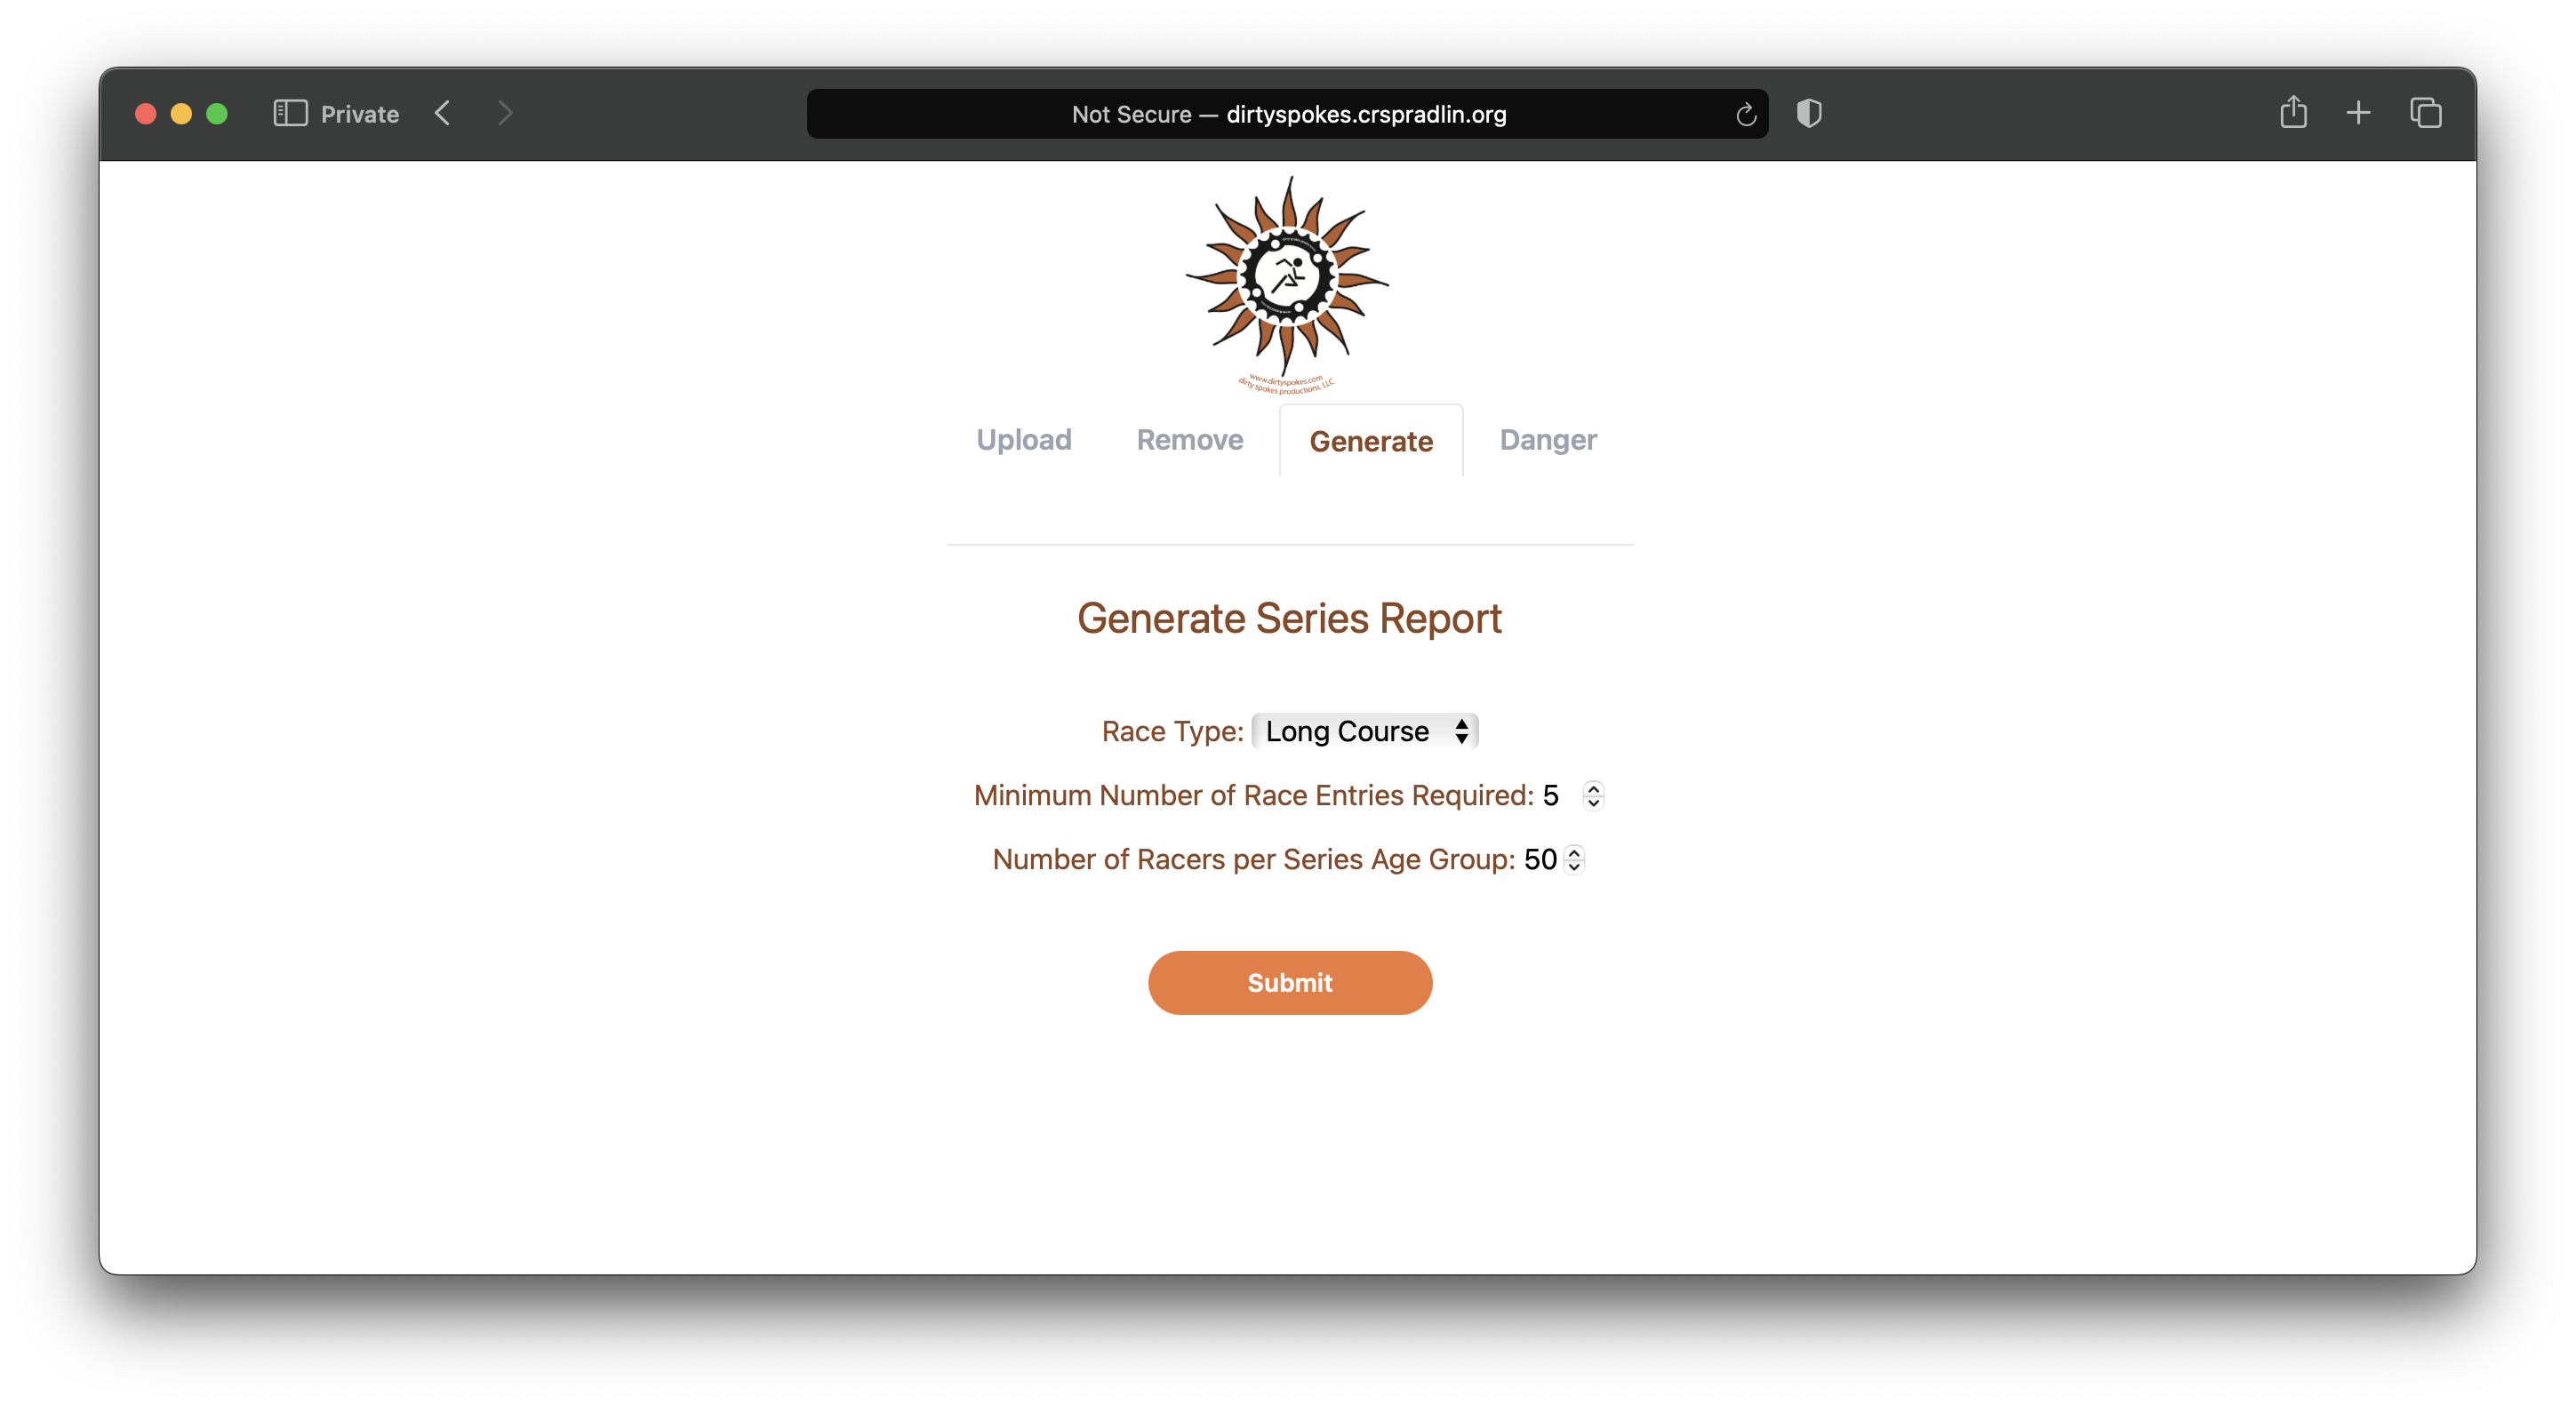 Private
Not Secure — dirtyspokes.crspradlin.org
www.dirtyspokes.com
dirty spokes productions, LLC
Upload Remove Generate Danger
Generate Series Report
Race Type: Long Course
Minimum Number of Race Entries Required: 5
Number of Racers per Series Age Group: 50
Submit